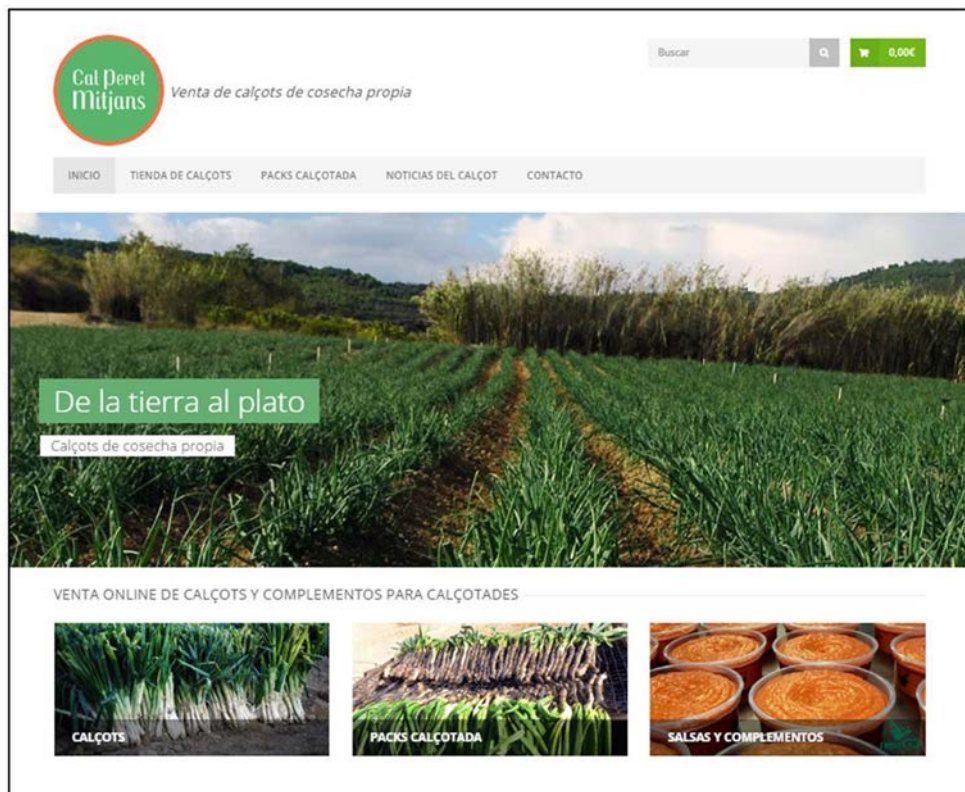 Cal Peret
Mitjans
Venta de calçots de cosecha propia
Buscar
0,00€
INICIO TIENDA DE CALÇOTS PACKS CALÇOTADA NOTICIAS DEL CALÇOT CONTACTO
De la tierra al plato
Calçots de cosecha propia
VENTA ONLINE DE CALÇOTS Y COMPLEMENTOS PARA CALÇOTADES
CALÇOTS
PACKS CALÇOTADA
SALSAS Y COMPLEMENTOS